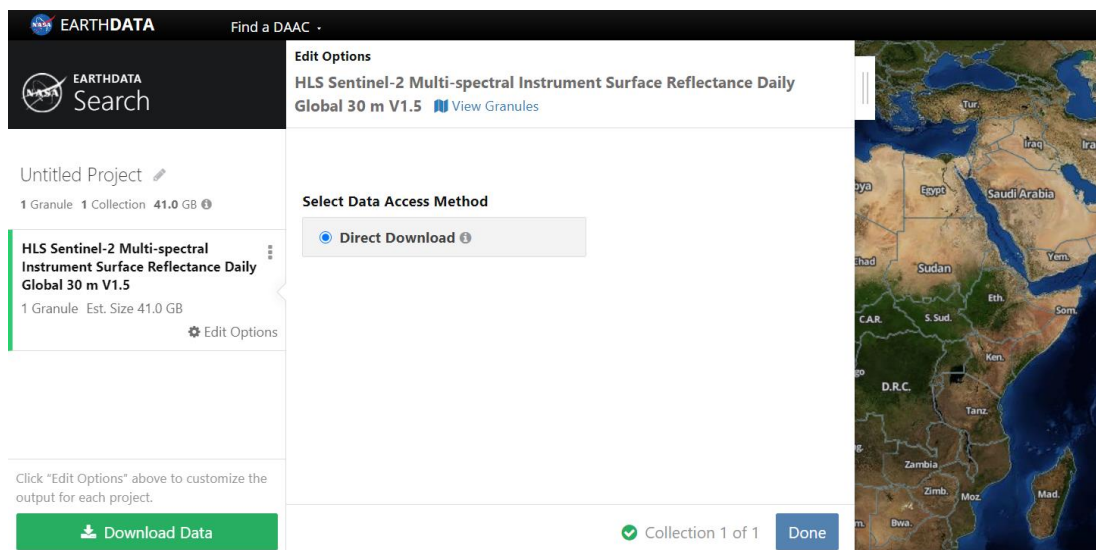 EARTHDATA
Find a DAAC
EARTHDATA
Search
Untitled Project
1 Granule 1 Collection 41.0 GB
HLS Sentinel-2 Multi-spectral
Instrument Surface Reflectance Daily
Global 30 m V1.5
1 Granule Est. Size 41.0 GB
Edit Options
Click "Edit Options" above to customize the
output for each project.
Download Data
Edit Options
HLS Sentinel-2 Multi-spectral Instrument Surface Reflectance Daily
Global 30 m V1.5 View Granules
Select Data Access Method
Direct Download
Collection 1 of 1
Done
Tur.
Iraq
Ira
bya
Egypt
Saudi Arabia
Chad
Sudan
Yem.
Eth.
Som.
C.A.R.
S. Sud.
Ken.
go
D.R.C.
Tanz.
Zambia
Zimb.
Moz.
Mad.
Bwa.